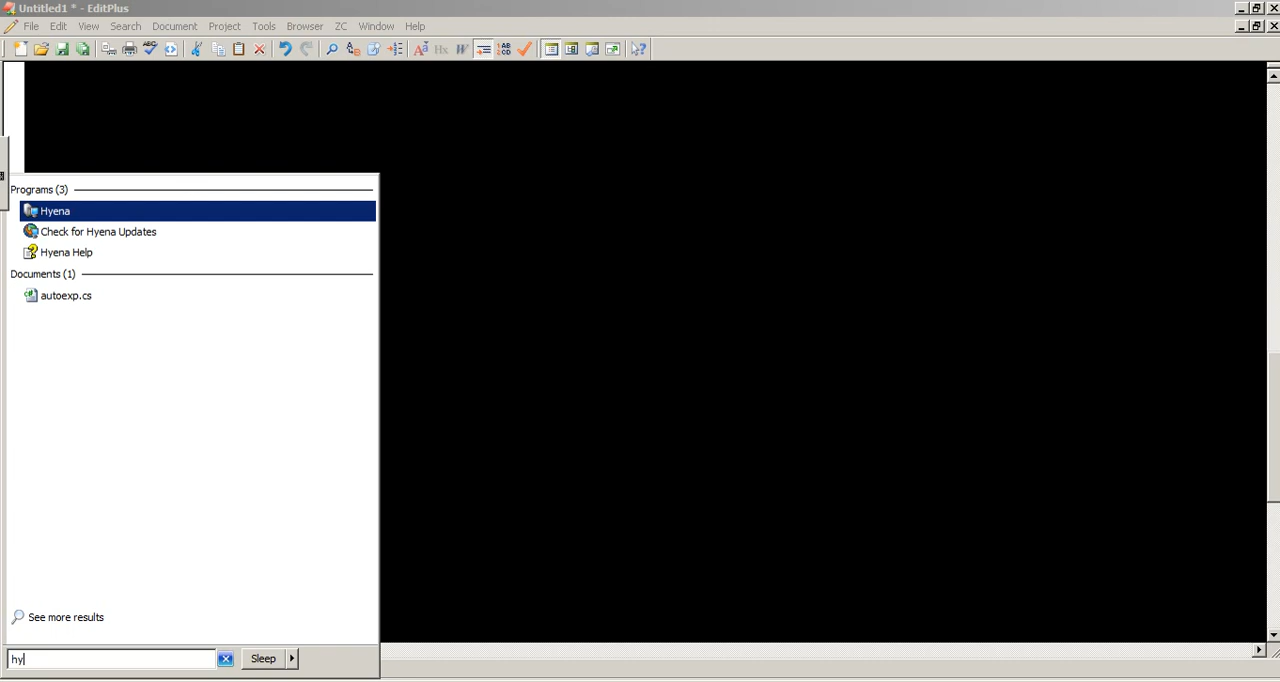 Untitled1 * - EditPlus
File Edit View Search Document Project Tools Browser ZC Window Help
Programs (3)
Hyena
Check for Hyena Updates
Hyena Help
Documents (1)
autoexp.cs
See more results
hy
Sleep